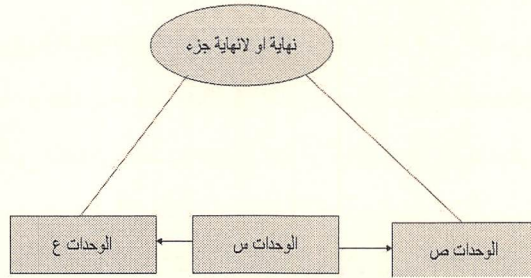 نهاية او لانهاية جزء
الوحدات ص
الوحدات س
الوحدات ع